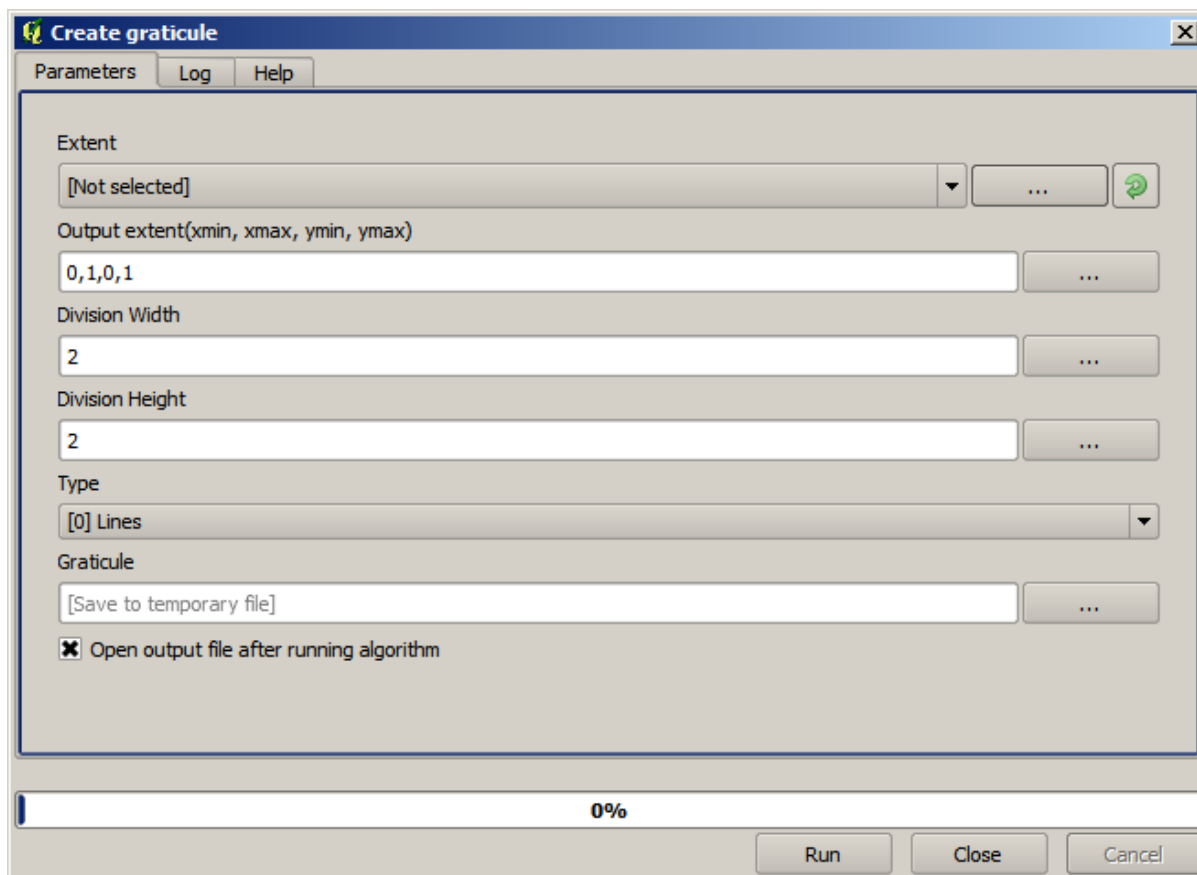 Create graticule
Parameters Log Help
Extent
[Not selected] ...
Output extent(xmin, xmax, ymin, ymax)
0,1,0,1 ...
Division Width
2 ...
Division Height
2 ...
Type
[0] Lines
Graticule
[Save to temporary file] ...
Open output file after running algorithm
0%
Run Close Cancel